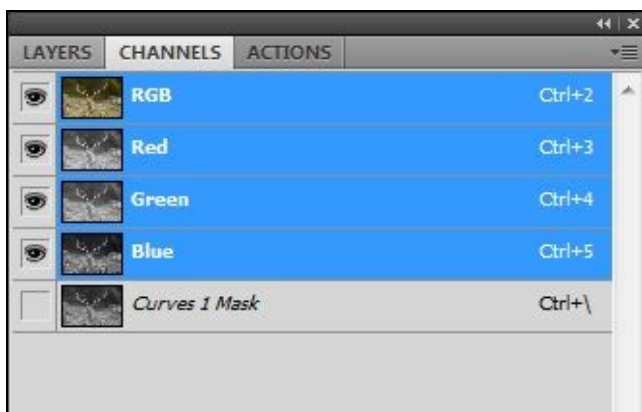 LAYERS CHANNELS ACTIONS
RGB Ctrl+2
Red Ctrl+3
Green Ctrl+4
Blue Ctrl+5
Curves 1 Mask Ctrl+\